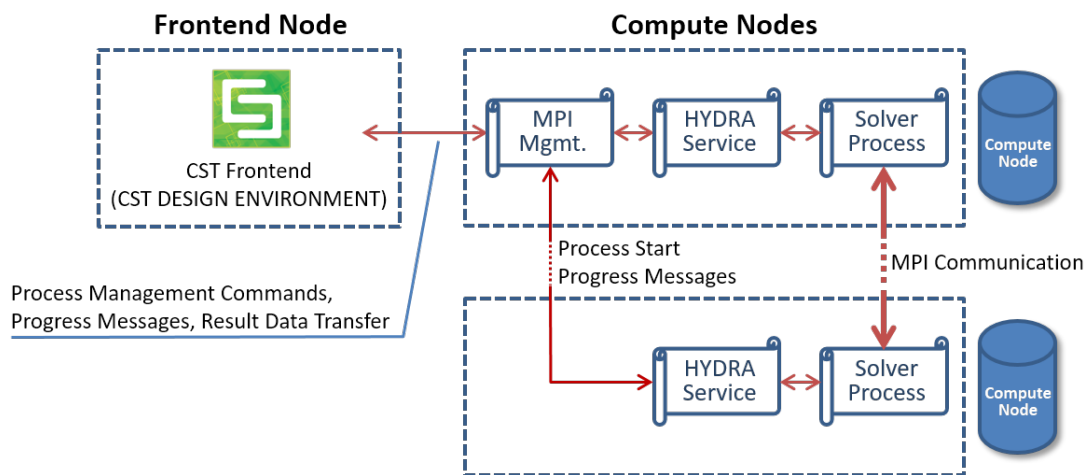 Frontend Node
Compute Nodes
CST Frontend
(CST DESIGN ENVIRONMENT)
MPI
Mgmt.
HYDRA
Service
Solver
Process
Compute
Node
Process Start
Progress Messages
MPI Communication
Process Management Commands,
Progress Messages, Result Data Transfer
HYDRA
Service
Solver
Process
Compute
Node